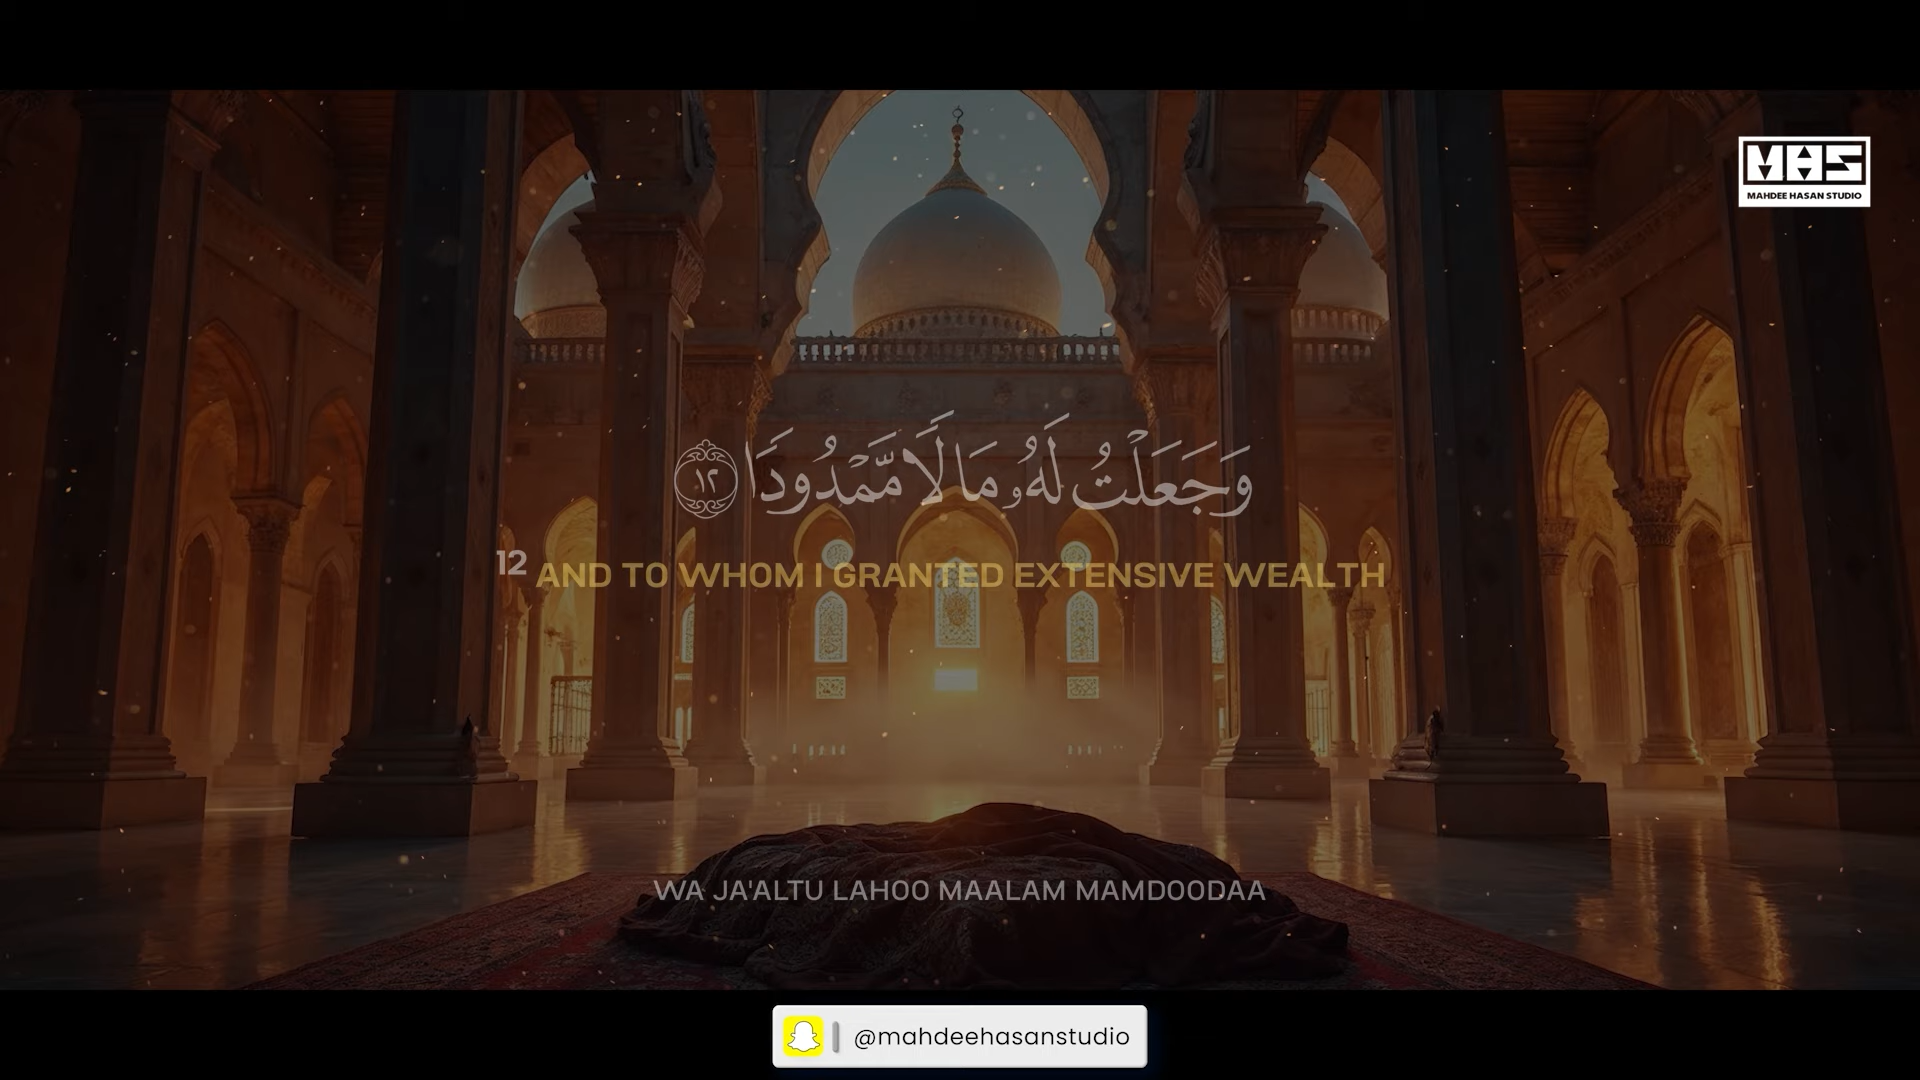 MHS
MAHDEE HASAN STUDIO
وَجَعَلْتُ لَهُۥ مَالًا مَّمْدُودًا ١٢
12 AND TO WHOM I GRANTED EXTENSIVE WEALTH
WA JA'ALTU LAHOO MAALAM MAMDOODAA
@mahdeehasanstudio